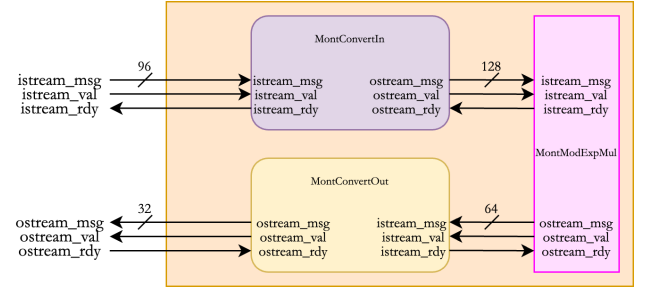 MontConvertIn
96
128
istream_msg
istream_msg
ostream_msg
istream_msg
istream_val
istream_val
ostream_val
istream_val
istream_rdy
istream_rdy
ostream_rdy
istream_rdy
MontModExpMul
MontConvertOut
32
64
ostream_msg
ostream_msg
istream_msg
ostream_msg
ostream_val
ostream_val
istream_val
ostream_val
ostream_rdy
ostream_rdy
istream_rdy
ostream_rdy